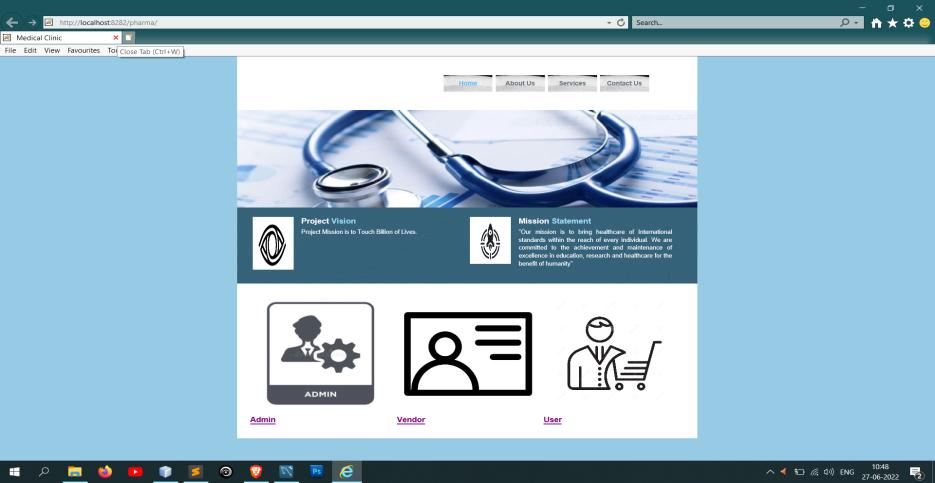 http://localhost:8282/pharma/
Search...
Medical Clinic
File Edit View Favourites
Close Tab (Ctrl+W)
Home About Us Services Contact Us
Project Vision
Project Mission is to Touch Billion of Lives.
Mission Statement
"Our mission is to bring healthcare of International
standards within the reach of every individual. We are
committed to the achievement and maintenance of
excellence in education, research and healthcare for the
benefit of humanity"
ADMIN
Admin
Vendor
User
Ps
ENG
10:48
27-06-2022
2